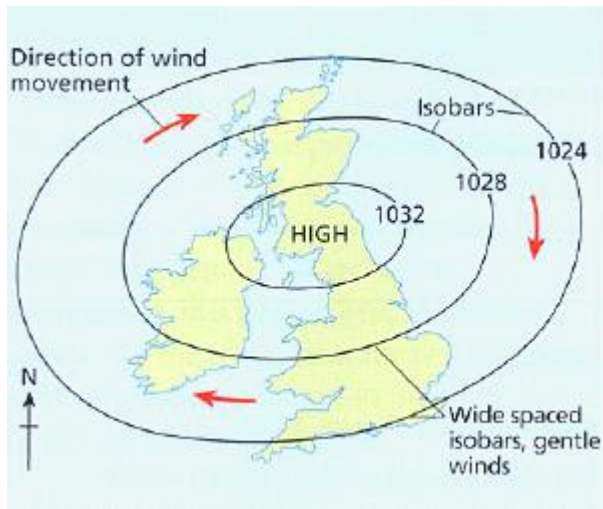 Direction of wind
movement
Isobars
1024
1028
1032
HIGH
N
Wide spaced
isobars, gentle
winds